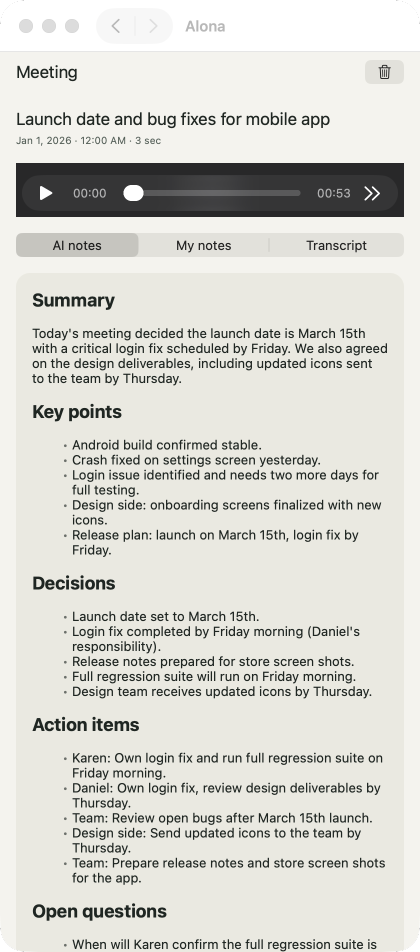 Alona
Meeting
Launch date and bug fixes for mobile app
Jan 1, 2026 · 12:00 AM · 3 sec
00:00
00:53
AI notes
My notes
Transcript
Summary
Today's meeting decided the launch date is March 15th
with a critical login fix scheduled by Friday. We also agreed
on the design deliverables, including updated icons sent
to the team by Thursday.
Key points
• Android build confirmed stable.
• Crash fixed on settings screen yesterday.
• Login issue identified and needs two more days for
full testing.
• Design side: onboarding screens finalized with new
icons.
• Release plan: launch on March 15th, login fix by
Friday.
Decisions
• Launch date set to March 15th.
• Login fix completed by Friday morning (Daniel's
responsibility).
• Release notes prepared for store screen shots.
• Full regression suite will run on Friday morning.
• Design team receives updated icons by Thursday.
Action items
• Karen: Own login fix and run full regression suite on
Friday morning.
• Daniel: Own login fix, review design deliverables by
Thursday.
• Team: Review open bugs after March 15th launch.
• Design side: Send updated icons to the team by
Thursday.
• Team: Prepare release notes and store screen shots
for the app.
Open questions
• When will Karen confirm the full regression suite is